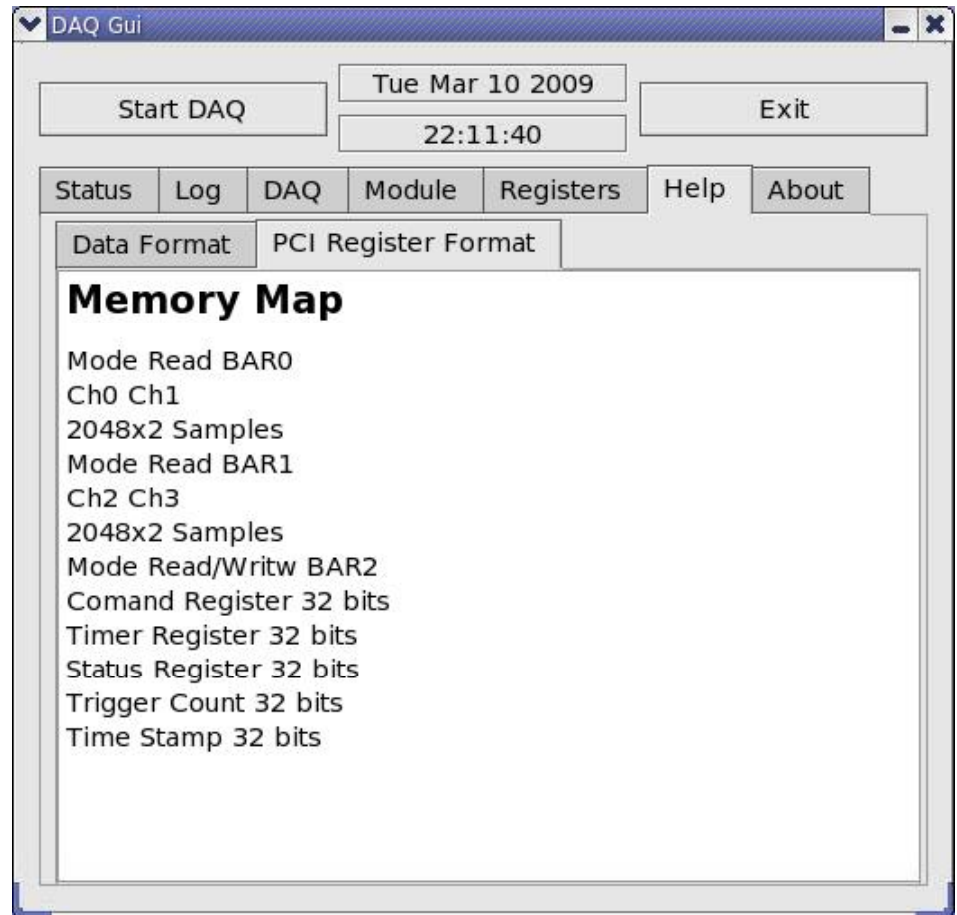 DAQ Gui
Start DAQ
Tue Mar 10 2009
22:11:40
Exit
Status Log DAQ Module Registers Help About
Data Format PCI Register Format
Memory Map
Mode Read BAR0
Ch0 Ch1
2048x2 Samples
Mode Read BAR1
Ch2 Ch3
2048x2 Samples
Mode Read/Writw BAR2
Comand Register 32 bits
Timer Register 32 bits
Status Register 32 bits
Trigger Count 32 bits
Time Stamp 32 bits